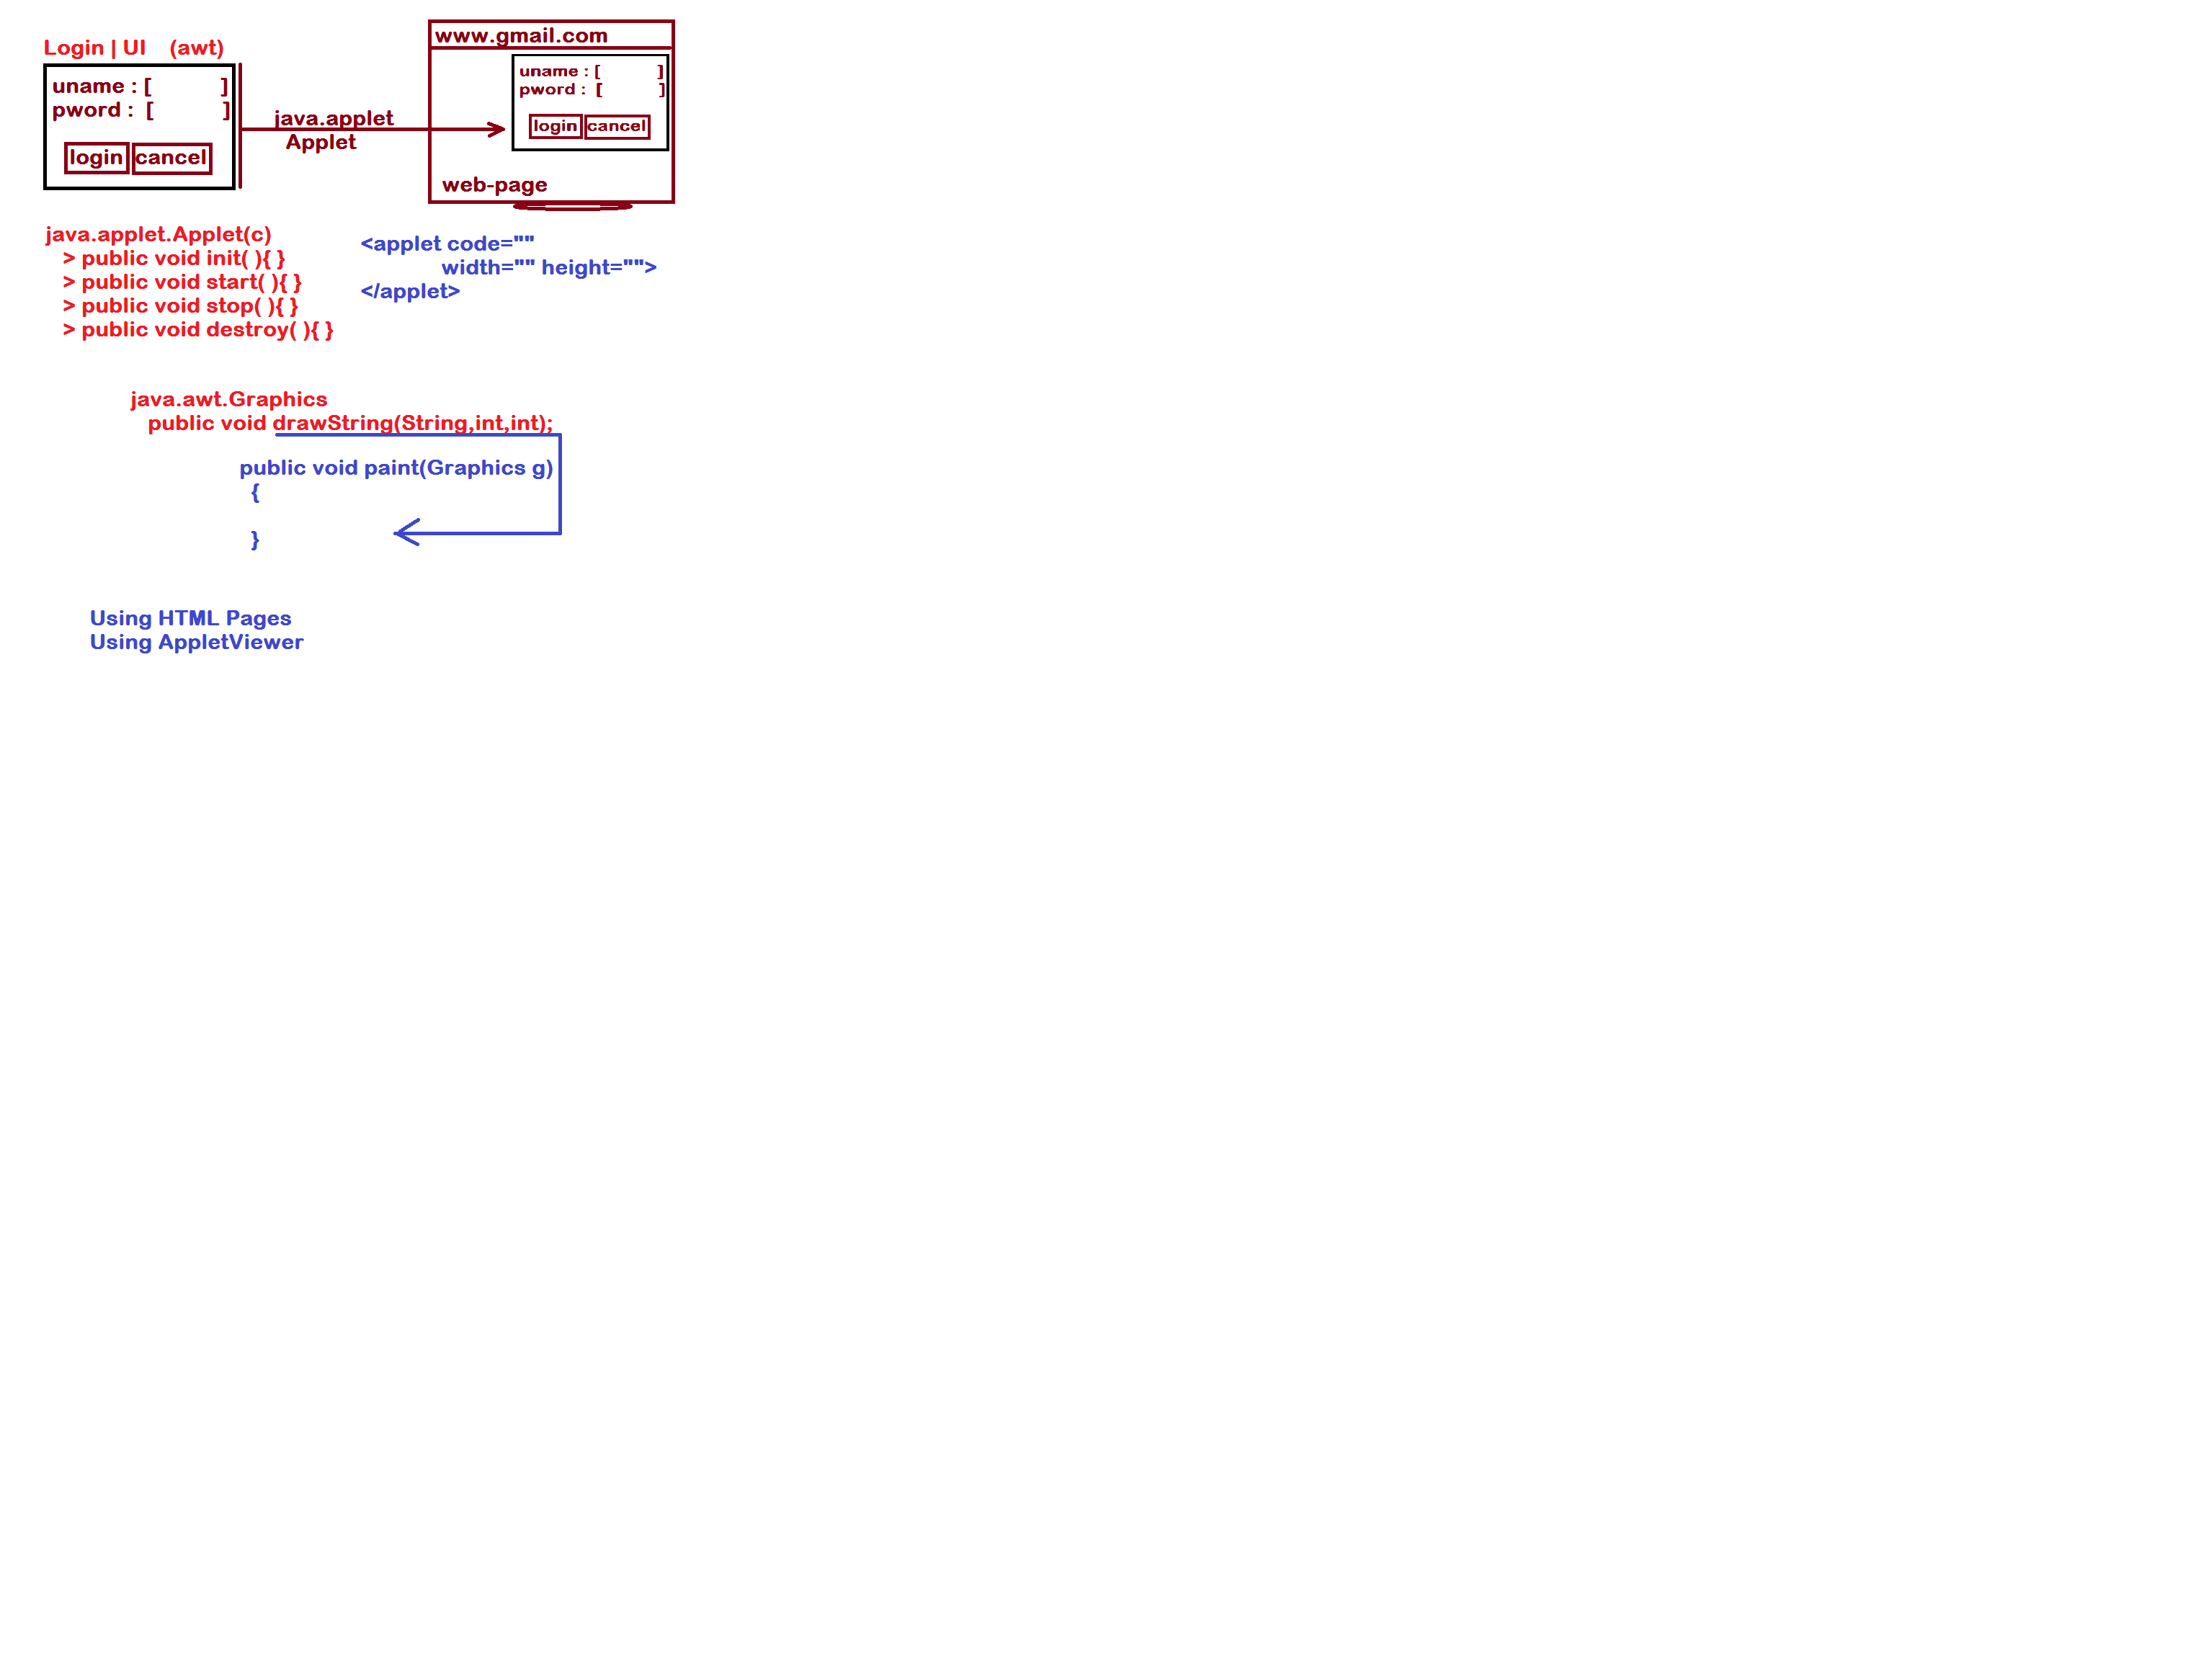 Login | UI (awt)
uname : [ ]
pword : [ ]
login cancel
java.applet
Applet
www.gmail.com
uname : [ ]
pword : [ ]
login cancel
web-page
java.applet.Applet(c)
> public void init( ){ }
> public void start( ){ }
> public void stop( ){ }
> public void destroy( ){ }
<applet code=""
width="" height="">
</applet>
java.awt.Graphics
public void drawString(String,int,int);
public void paint(Graphics g)
{
}
Using HTML Pages
Using AppletViewer